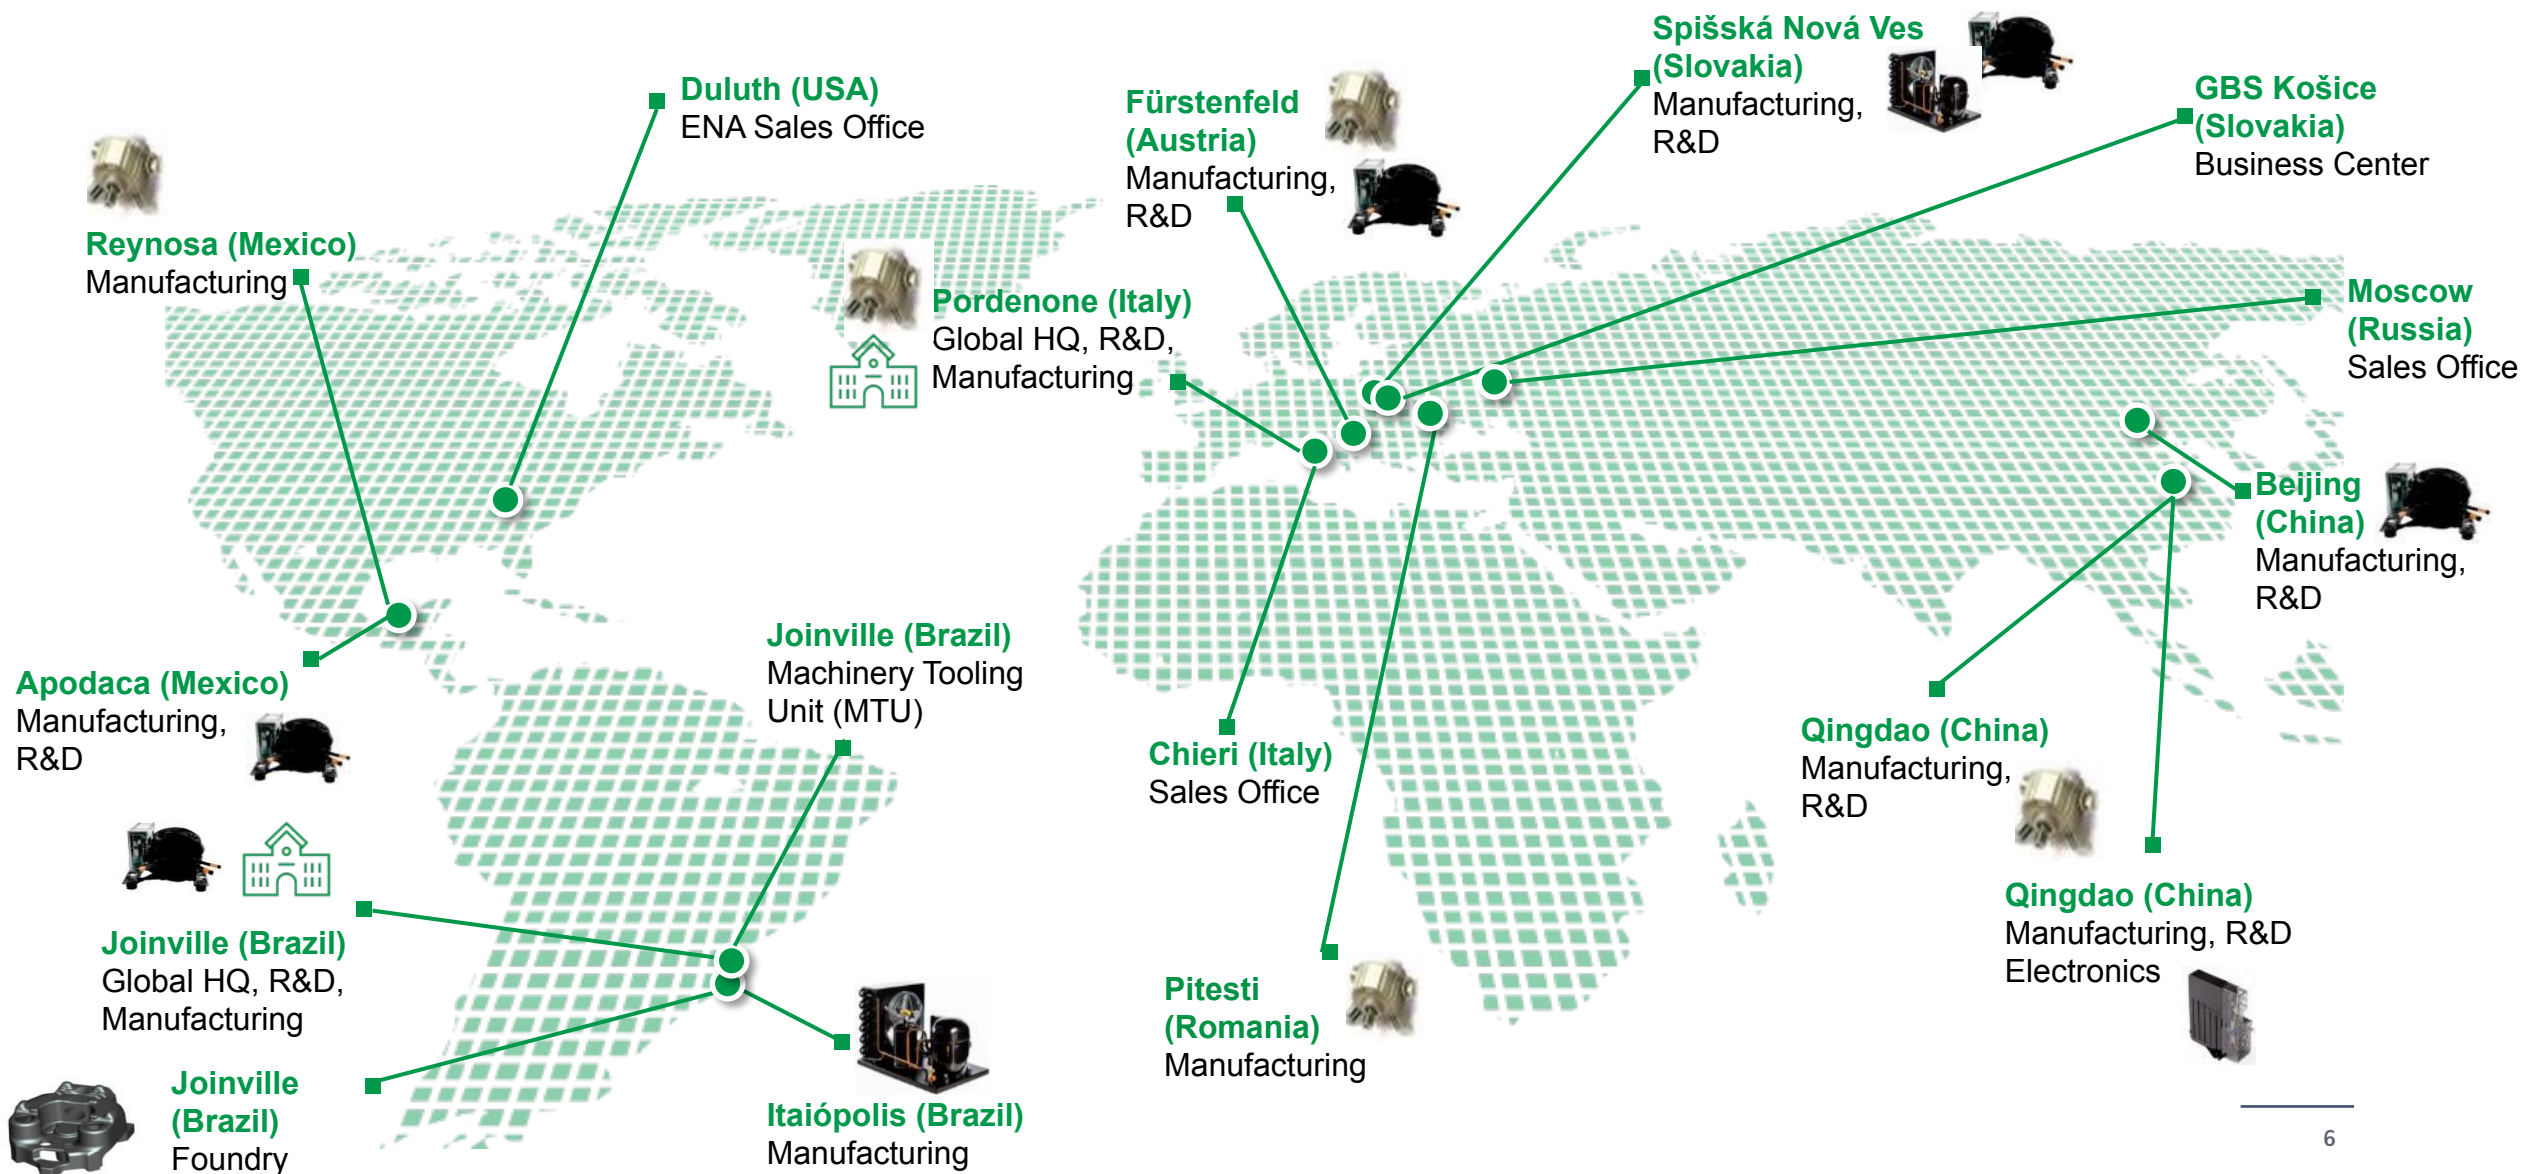 Duluth (USA)
ENA Sales Office
Reynosa (Mexico)
Manufacturing
Pordenone (Italy)
Global HQ, R&D,
Manufacturing
Fürstenfeld
(Austria)
Manufacturing,
R&D
Spišská Nová Ves
(Slovakia)
Manufacturing,
R&D
GBS Košice
(Slovakia)
Business Center
Moscow
(Russia)
Sales Office
Beijing
(China)
Manufacturing,
R&D
Apodaca (Mexico)
Manufacturing,
R&D
Joinville (Brazil)
Machinery Tooling
Unit (MTU)
Chieri (Italy)
Sales Office
Qingdao (China)
Manufacturing,
R&D
Qingdao (China)
Manufacturing, R&D
Electronics
Joinville (Brazil)
Global HQ, R&D,
Manufacturing
Pitesti
(Romania)
Manufacturing
Joinville
(Brazil)
Foundry
Itaiópolis (Brazil)
Manufacturing
6